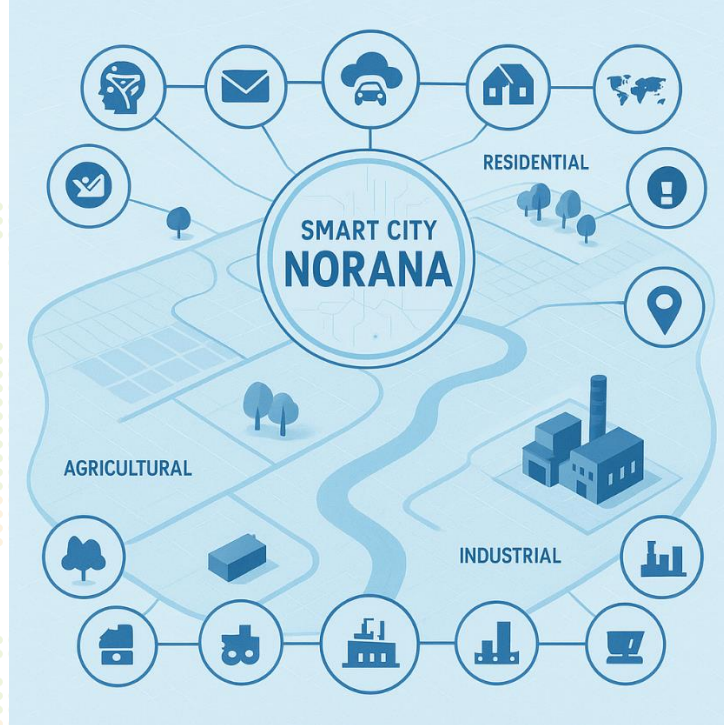 RESIDENTIAL
SMART CITY
NORANA
AGRICULTURAL
INDUSTRIAL